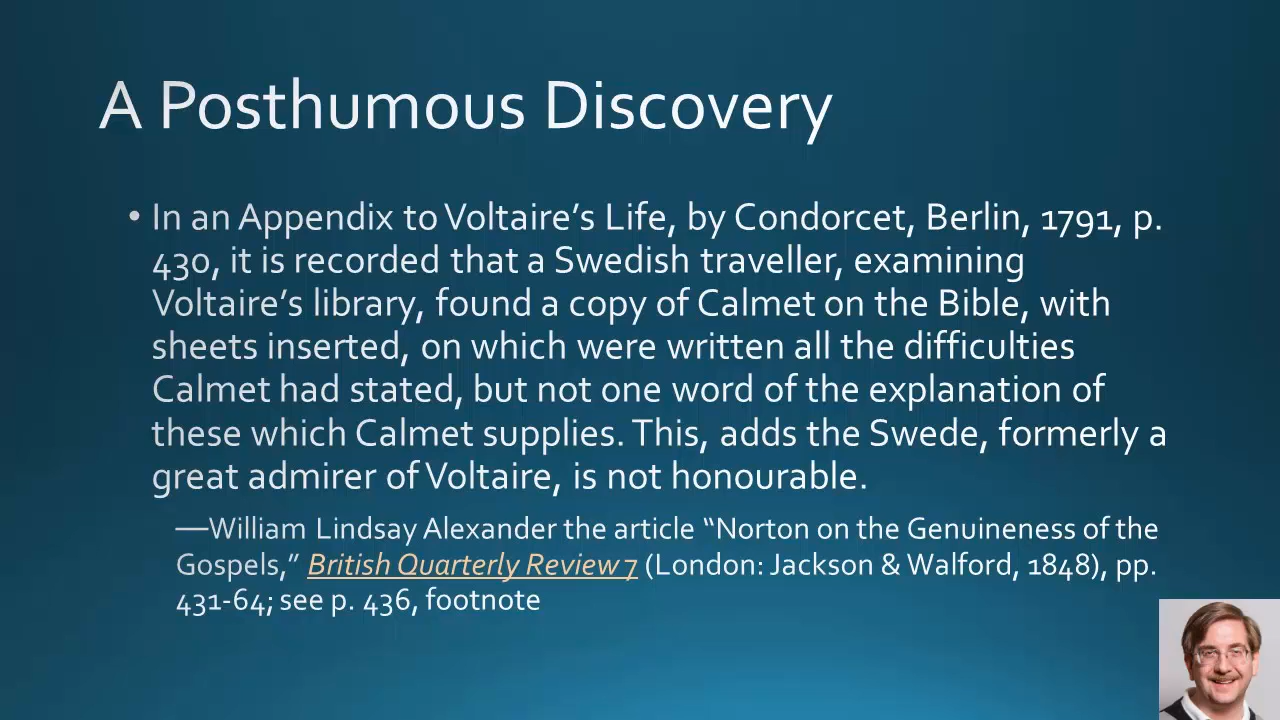 A Posthumous Discovery
• In an Appendix to Voltaire’s Life, by Condorcet, Berlin, 1791, p.
430, it is recorded that a Swedish traveller, examining
Voltaire’s library, found a copy of Calmet on the Bible, with
sheets inserted, on which were written all the difficulties
Calmet had stated, but not one word of the explanation of
these which Calmet supplies. This, adds the Swede, formerly a
great admirer of Voltaire, is not honourable.
—William Lindsay Alexander the article “Norton on the Genuineness of the
Gospels,” British Quarterly Review 7 (London: Jackson & Walford, 1848), pp.
431-64; see p. 436, footnote